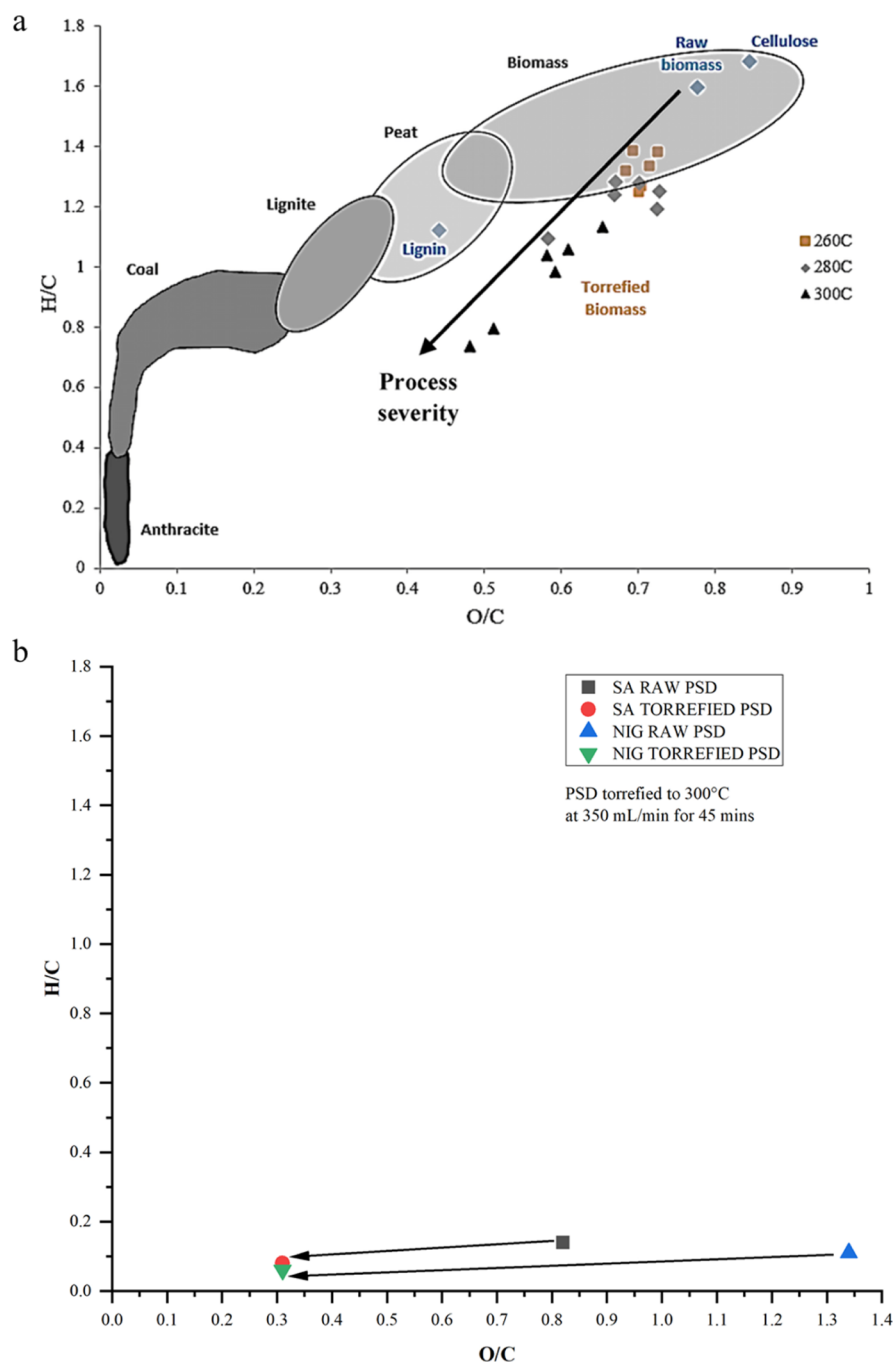 a
1.8
1.6
1.4
1.2
1
0.8
0.6
0.4
0.2
0
H/C
Raw
biomass
Cellulose
Biomass
Peat
Lignite
Lignin
Coal
260C
280C
300C
Torrefied
Biomass
Process
severity
Anthracite
0 0.1 0.2 0.3 0.4 0.5 0.6 0.7 0.8 0.9 1
O/C
b
1.8
1.6
1.4
1.2
1.0
0.8
0.6
0.4
0.2
0.0
H/C
SA RAW PSD
SA TORREFIED PSD
NIG RAW PSD
NIG TORREFIED PSD
PSD torrefied to 300°C
at 350 mL/min for 45 mins
0.0 0.1 0.2 0.3 0.4 0.5 0.6 0.7 0.8 0.9 1.0 1.1 1.2 1.3 1.4
O/C